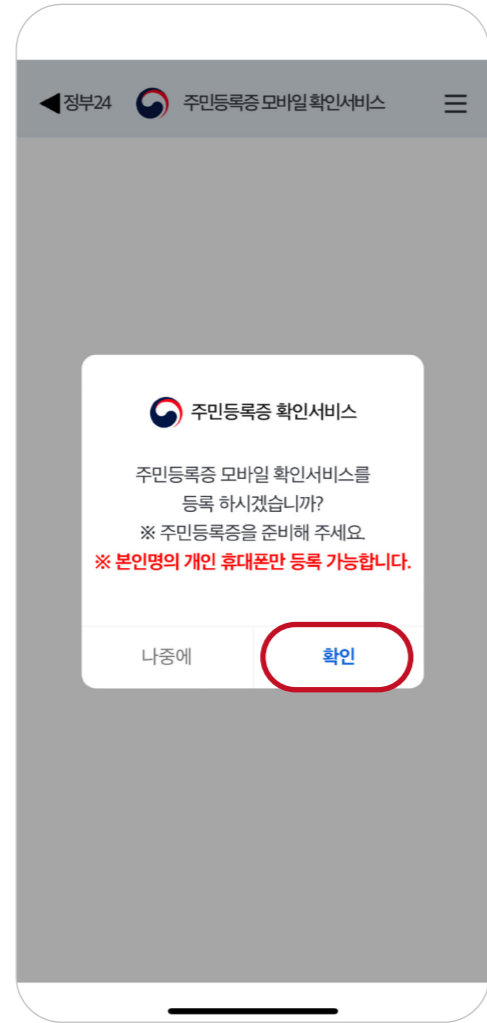 ◀정부24 주민등록증 모바일 확인서비스
주민등록증 확인서비스
주민등록증 모바일 확인서비스를
등록 하시겠습니까?
※ 주민등록증을 준비해 주세요.
※ 본인명의 개인 휴대폰만 등록 가능합니다.
나중에 확인